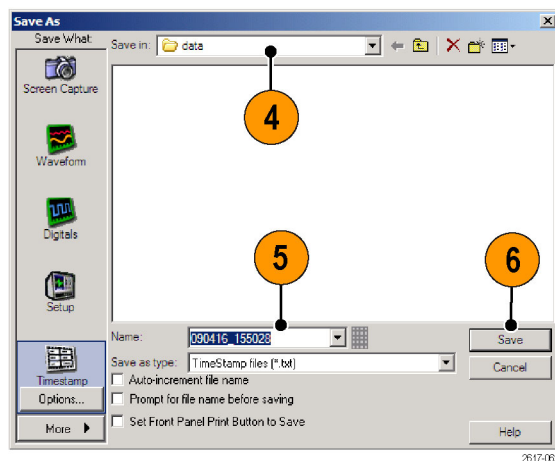 Save As
Save What:
Save in: data
Screen Capture
4
Waveform
Digitals
5
6
Setup
Name: 090416_155028
Save
Save as type: TimeStamp files (*.txt)
Cancel
Timestamp
Auto-increment file name
Options...
Prompt for file name before saving
More
Set Front Panel Print Button to Save
Help
2617-06